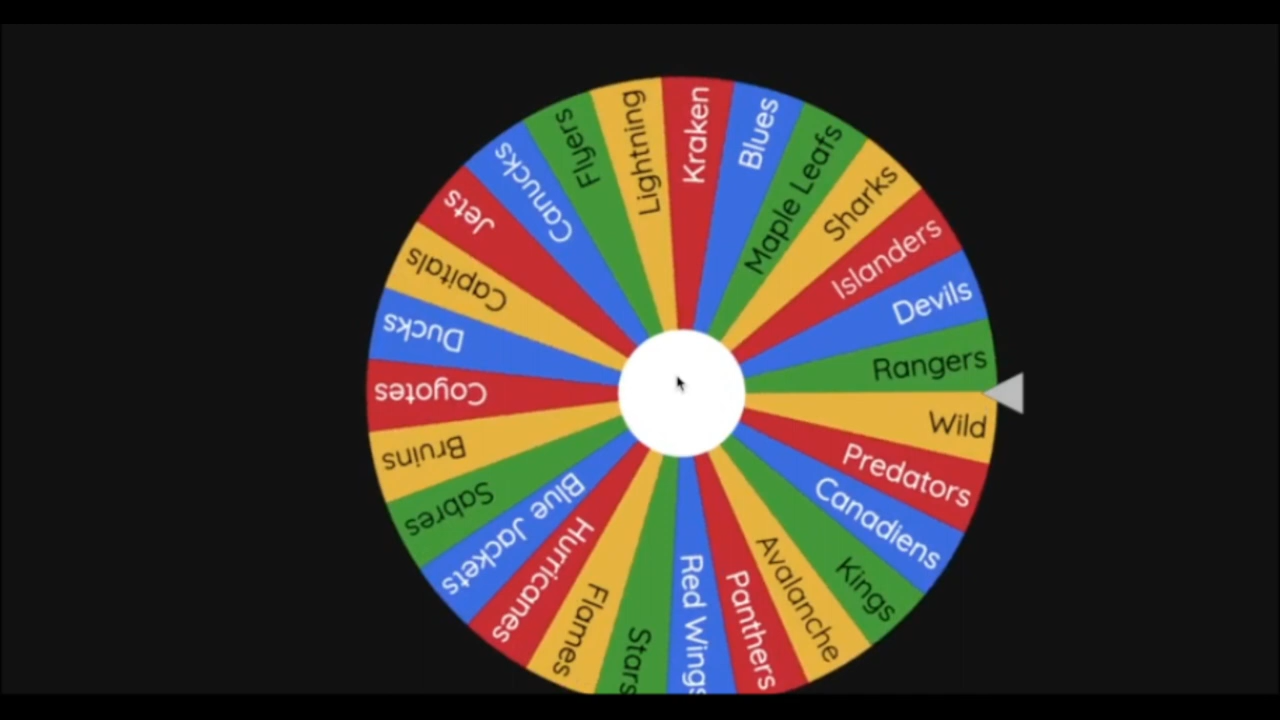 Kraken
Blues
Maple Leafs
Sharks
Islanders
Devils
Rangers
Wild
Predators
Canadiens
Kings
Avalanche
Panthers
Red Wings
Stars
Flames
Hurricanes
Blue Jackets
Sabres
Bruins
Coyotes
Ducks
Capitals
Jets
Canucks
Flyers
Lightning